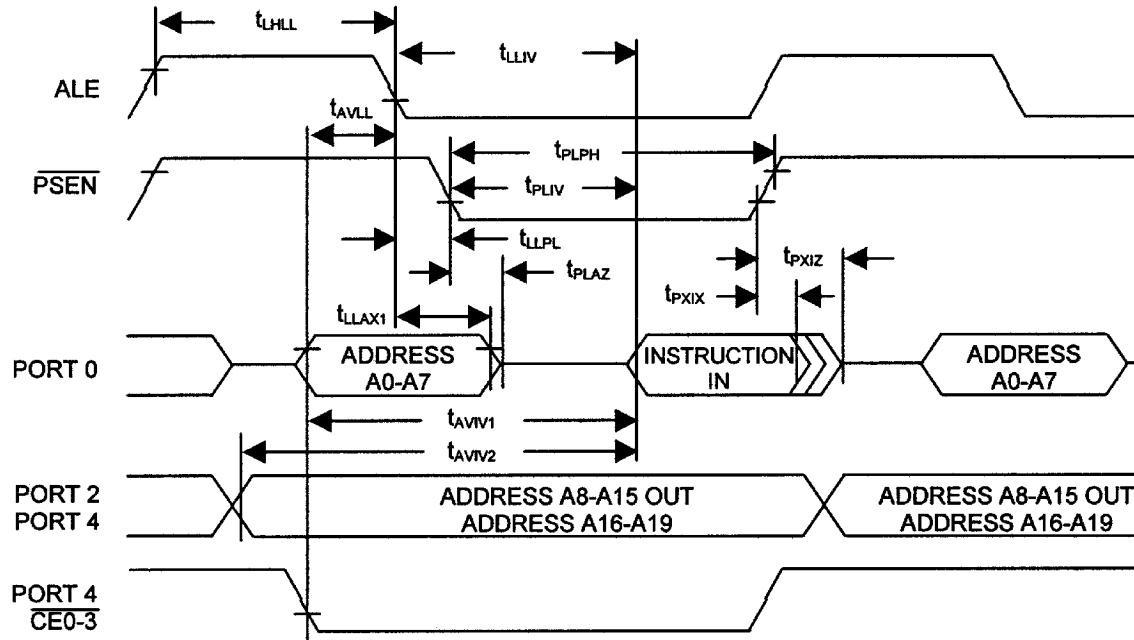 tLHLL
tLLIV
ALE
tAVLL
tPLPH
PSEN
tPLIV
tLLPL
tPLAZ
tPXIZ
tPXIX
tLLAX1
PORT 0
ADDRESS
A0-A7
INSTRUCTION
IN
ADDRESS
A0-A7
tAVIV1
tAVIV2
PORT 2
PORT 4
ADDRESS A8-A15 OUT
ADDRESS A16-A19
ADDRESS A8-A15 OUT
ADDRESS A16-A19
PORT 4
CE0-3